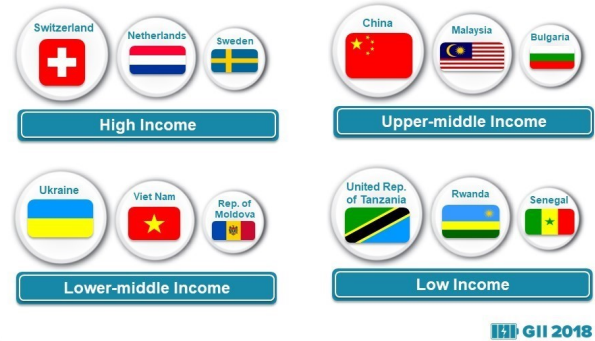 Switzerland
Netherlands
Sweden
High Income
China
Malaysia
Bulgaria
Upper-middle Income
Ukraine
Viet Nam
Rep. of
Moldova
Lower-middle Income
United Rep.
of Tanzania
Rwanda
Senegal
Low Income
GII 2018